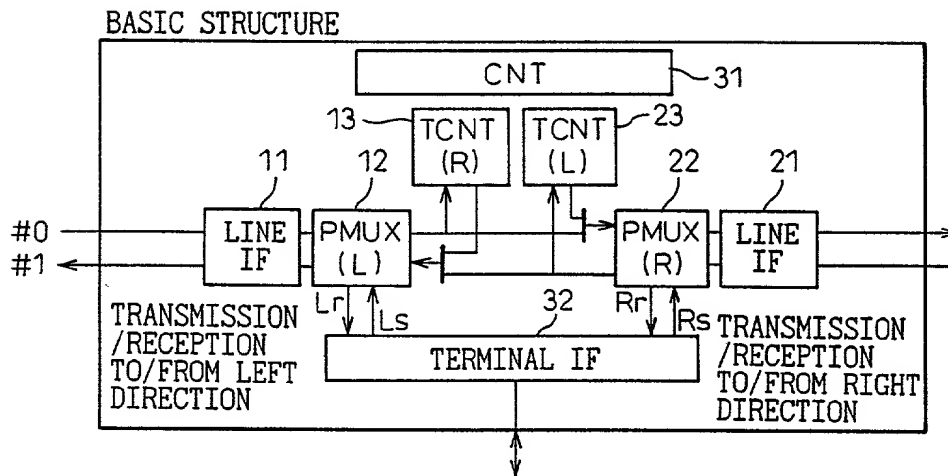 BASIC STRUCTURE
CNT
31
13
TCNT
(R)
TCNT
(L)
23
11
12
22
21
#0
#1
LINE
IF
PMUX
(L)
PMUX
(R)
LINE
IF
Lr
Ls
32
Rr
Rs
TERMINAL IF
TRANSMISSION
/RECEPTION
TO/FROM LEFT
DIRECTION
TRANSMISSION
/RECEPTION
TO/FROM RIGHT
DIRECTION